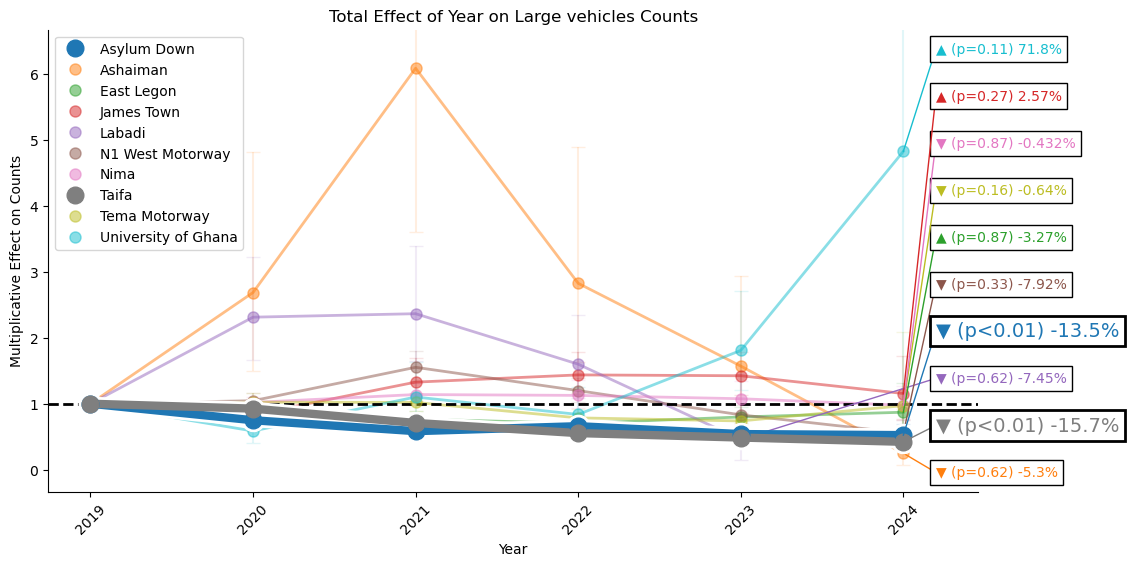 Total Effect of Year on Large vehicles Counts
Multiplicative Effect on Counts
6
5
4
3
2
1
0
Asylum Down
Ashaiman
East Legon
James Town
Labadi
N1 West Motorway
Nima
Taifa
Tema Motorway
University of Ghana
▲ (p=0.11) 71.8%
▲ (p=0.27) 2.57%
▼ (p=0.87) -0.432%
▼ (p=0.16) -0.64%
▲ (p=0.87) -3.27%
▼ (p=0.33) -7.92%
▼ (p<0.01) -13.5%
▼ (p=0.62) -7.45%
▼ (p<0.01) -15.7%
▼ (p=0.62) -5.3%
2019
2020
2021
2022
2023
2024
Year